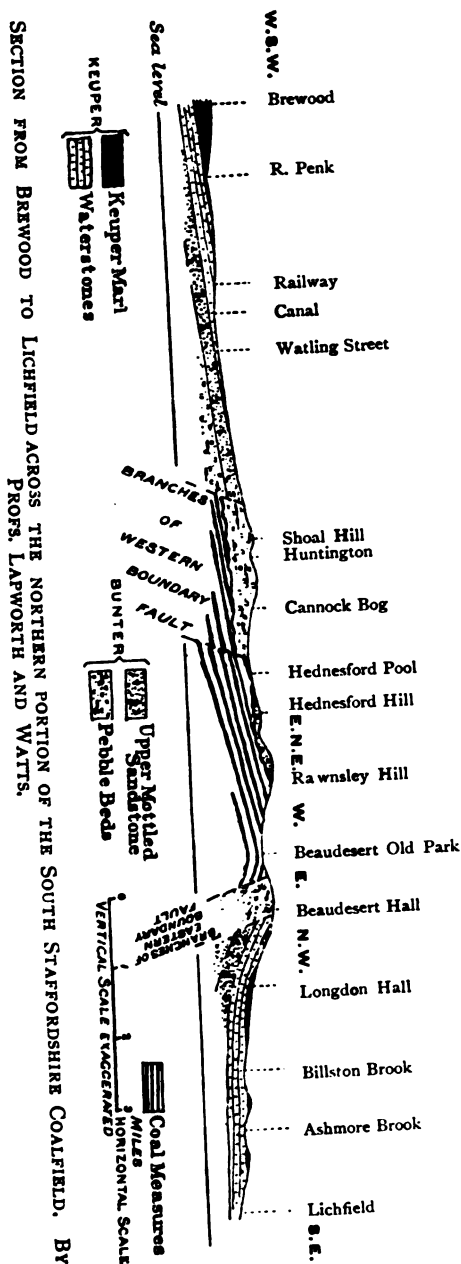 W.S.W.
E.N.E.
W.
E.
N.W.
S.E.
Brewood
R. Penk
Railway
Canal
Watling Street
Shoal Hill
Huntington
Cannock Bog
Hednesford Pool
Hednesford Hill
Rawnsley Hill
Beaudesert Old Park
Beaudesert Hall
Longdon Hall
Billston Brook
Ashmore Brook
Lichfield
Sea level
BRANCHES
OF
WESTERN
BOUNDARY
FAULT
BRANCHES OF
EASTERN
BOUNDARY
FAULT
KEUPER
Keuper Marl
Waterstones
BUNTER
Upper Mottled
Sandstone
Pebble Beds
Coal Measures
0 1 2 3 MILES
HORIZONTAL SCALE
VERTICAL SCALE EXAGGERATED
SECTION FROM BREWOOD TO LICHFIELD ACROSS THE NORTHERN PORTION OF THE SOUTH STAFFORDSHIRE COALFIELD. BY
PROFS. LAPWORTH AND WATTS.